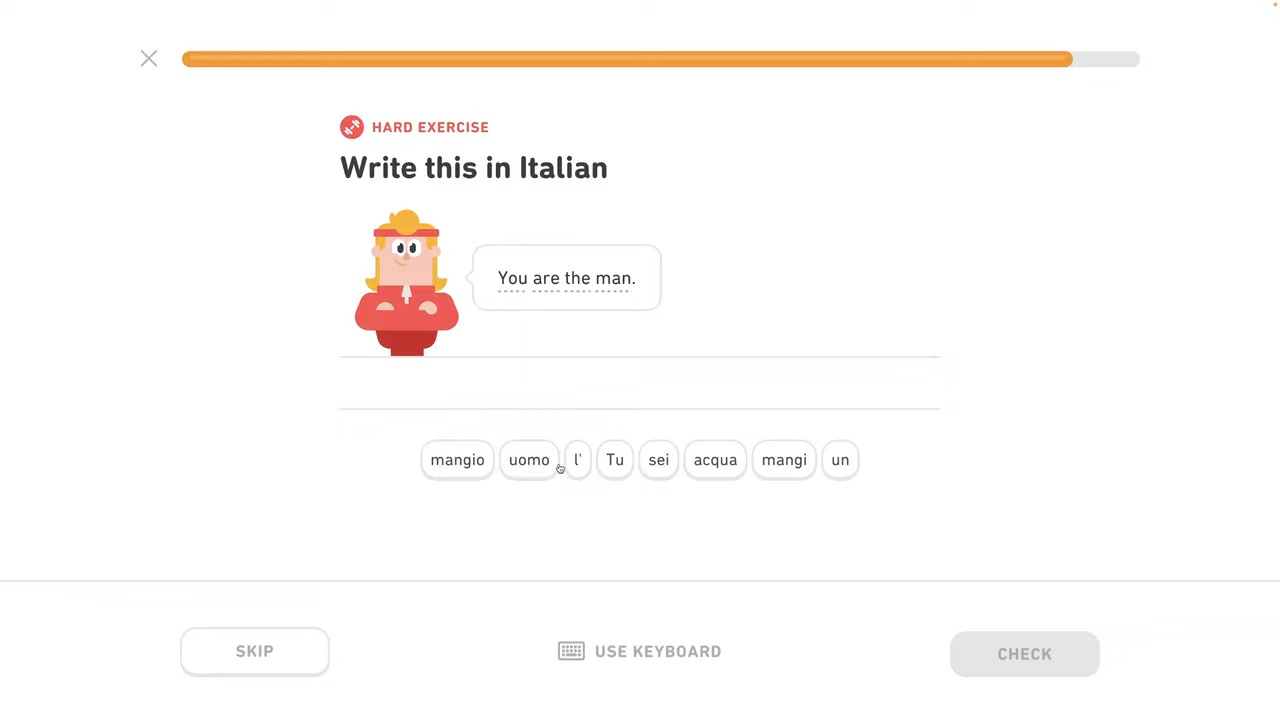 HARD EXERCISE
Write this in Italian
You are the man.
mangio uomo l' Tu sei acqua mangi un
SKIP USE KEYBOARD CHECK